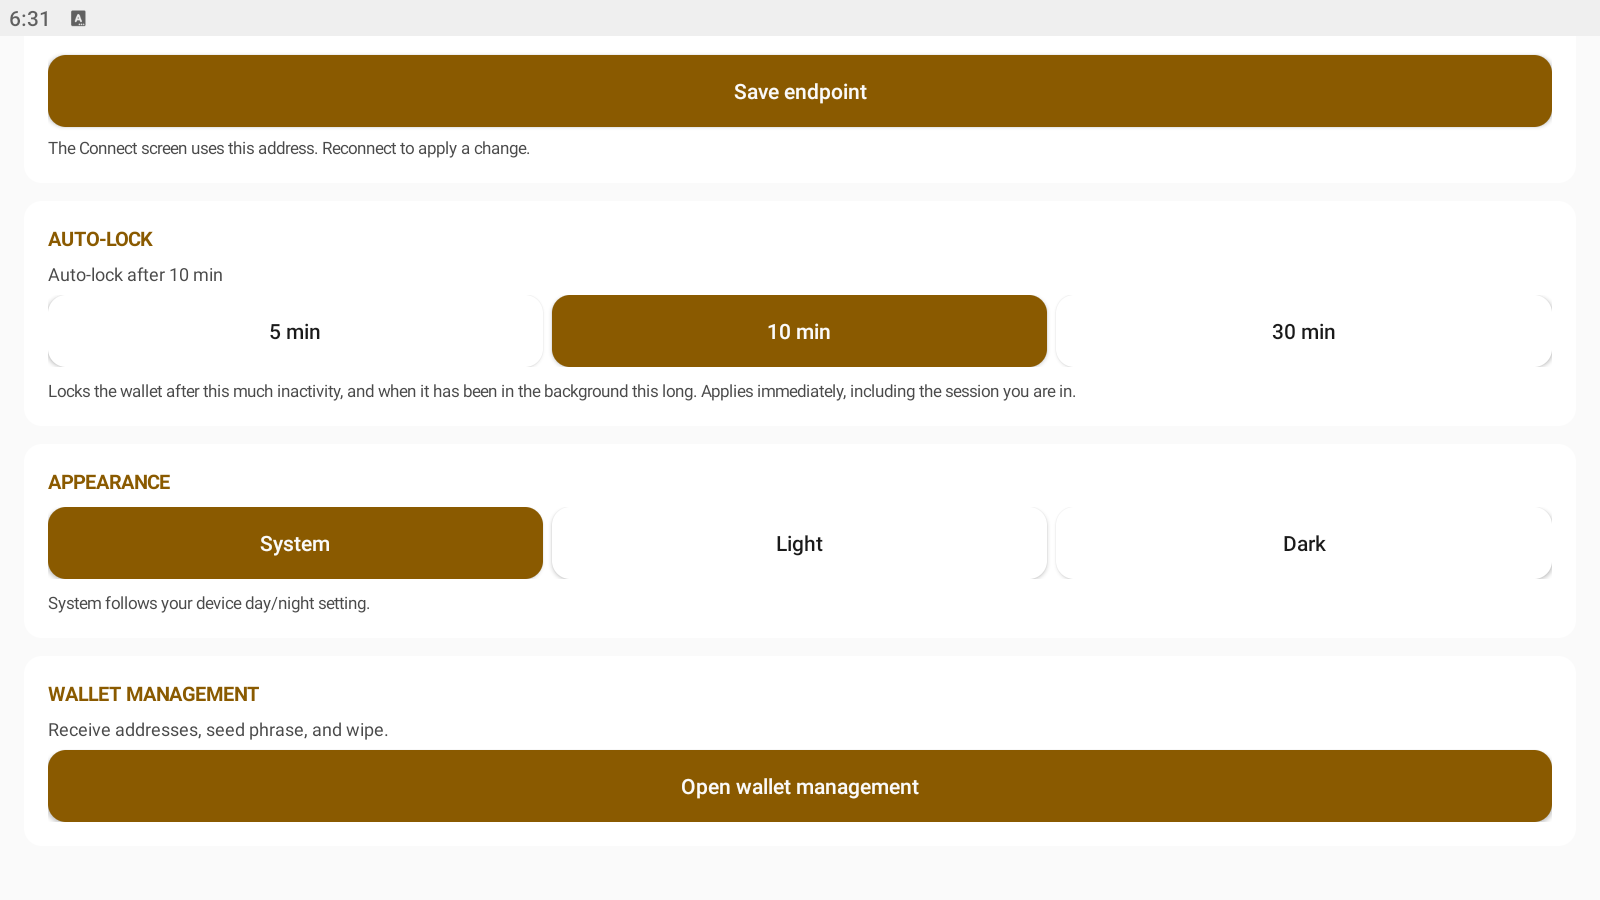 6:31
A
Save endpoint
The Connect screen uses this address. Reconnect to apply a change.
AUTO-LOCK
Auto-lock after 10 min
5 min
10 min
30 min
Locks the wallet after this much inactivity, and when it has been in the background this long. Applies immediately, including the session you are in.
APPEARANCE
System
Light
Dark
System follows your device day/night setting.
WALLET MANAGEMENT
Receive addresses, seed phrase, and wipe.
Open wallet management